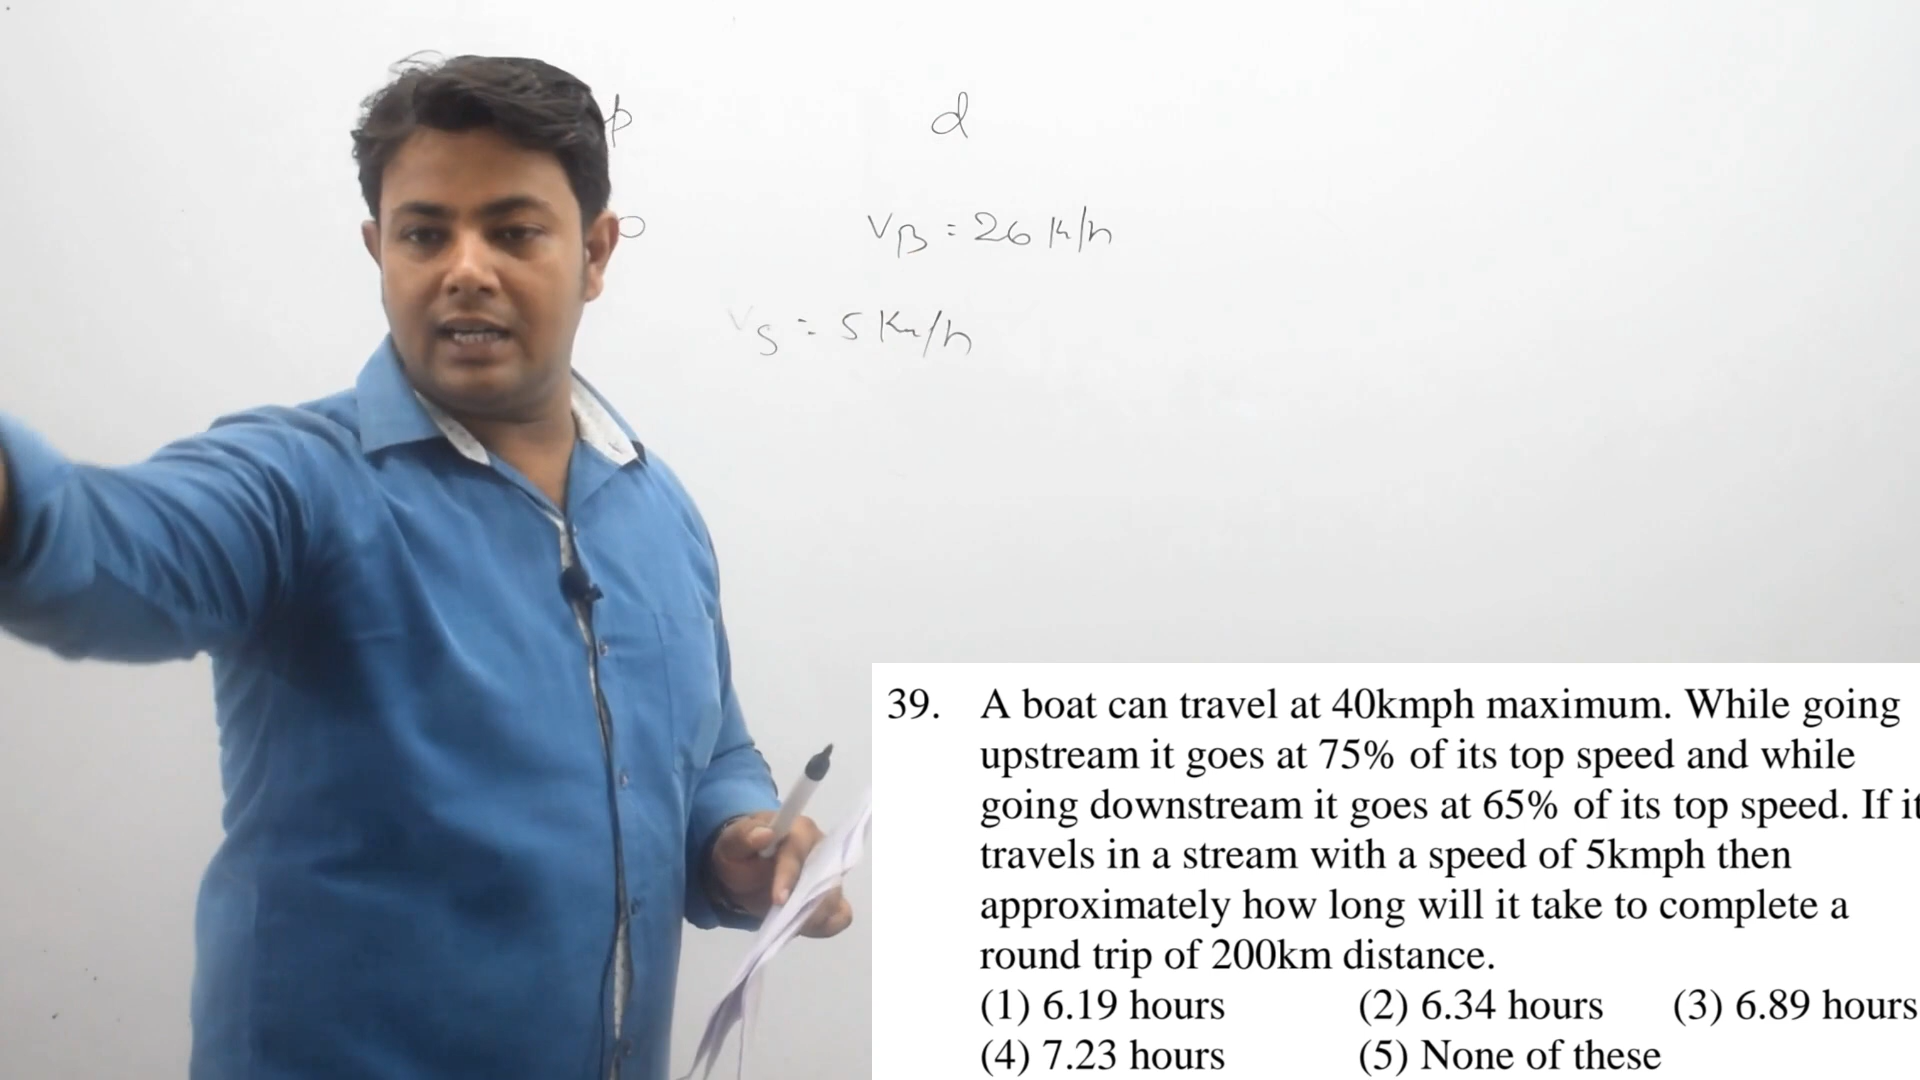 p d
0 VB = 26 k/h
VS = 5 Km/h
39. A boat can travel at 40kmph maximum. While going
upstream it goes at 75% of its top speed and while
going downstream it goes at 65% of its top speed. If it
travels in a stream with a speed of 5kmph then
approximately how long will it take to complete a
round trip of 200km distance.
(1) 6.19 hours (2) 6.34 hours (3) 6.89 hours
(4) 7.23 hours (5) None of these